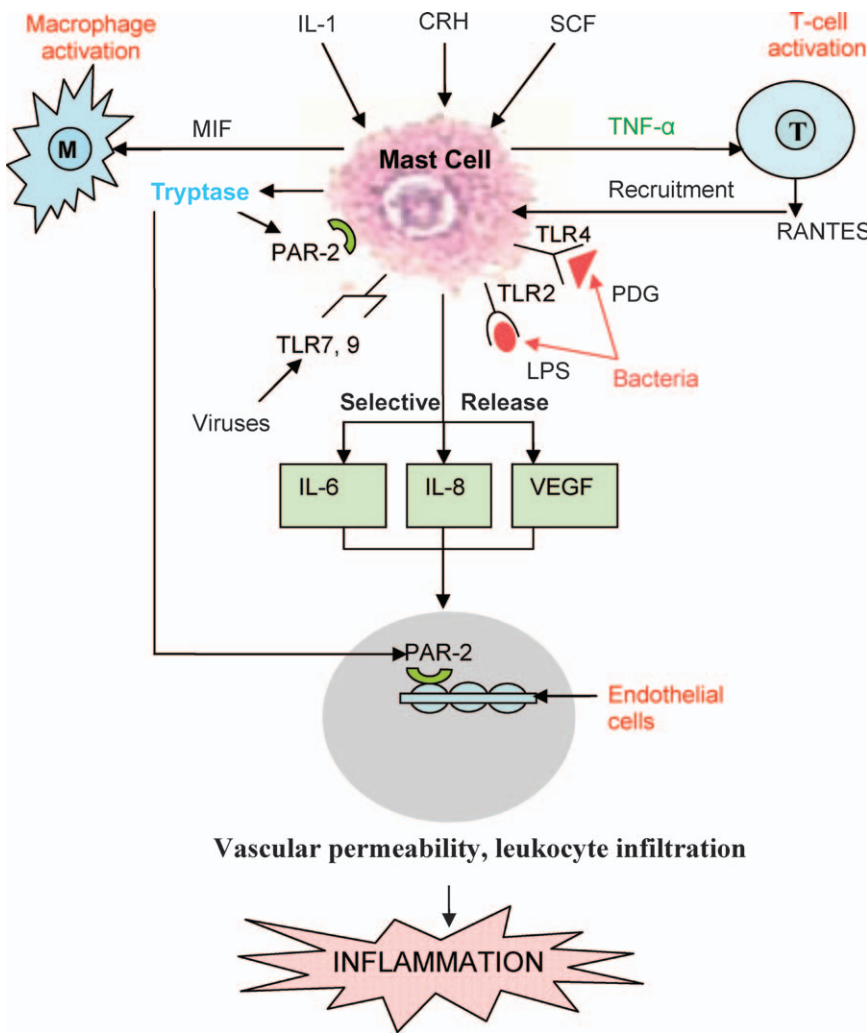 Macrophage
activation
IL-1
CRH
SCF
T-cell
activation
MIF
TNF-α
M
Mast Cell
T
Tryptase
Recruitment
PAR-2
TLR4
RANTES
TLR2
PDG
TLR7, 9
LPS
Bacteria
Viruses
Selective Release
IL-6
IL-8
VEGF
PAR-2
Endothelial
cells
Vascular permeability, leukocyte infiltration
INFLAMMATION